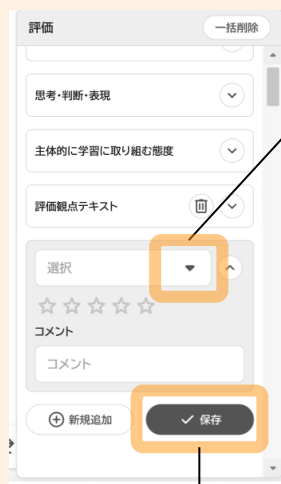 評価
一括削除
思考・判断・表現
主体的に学習に取り組む態度
評価観点テキスト
選択
コメント
コメント
新規追加
保存